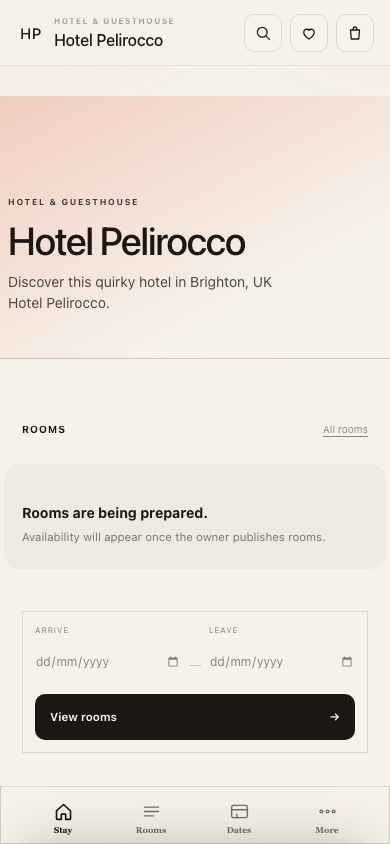 HP
HOTEL & GUESTHOUSE
Hotel Pelirocco
HOTEL & GUESTHOUSE
Hotel Pelirocco
Discover this quirky hotel in Brighton, UK
Hotel Pelirocco.
ROOMS
All rooms
Rooms are being prepared.
Availability will appear once the owner publishes rooms.
ARRIVE
LEAVE
dd/mm/yyyy
dd/mm/yyyy
View rooms
Stay
Rooms
Dates
More